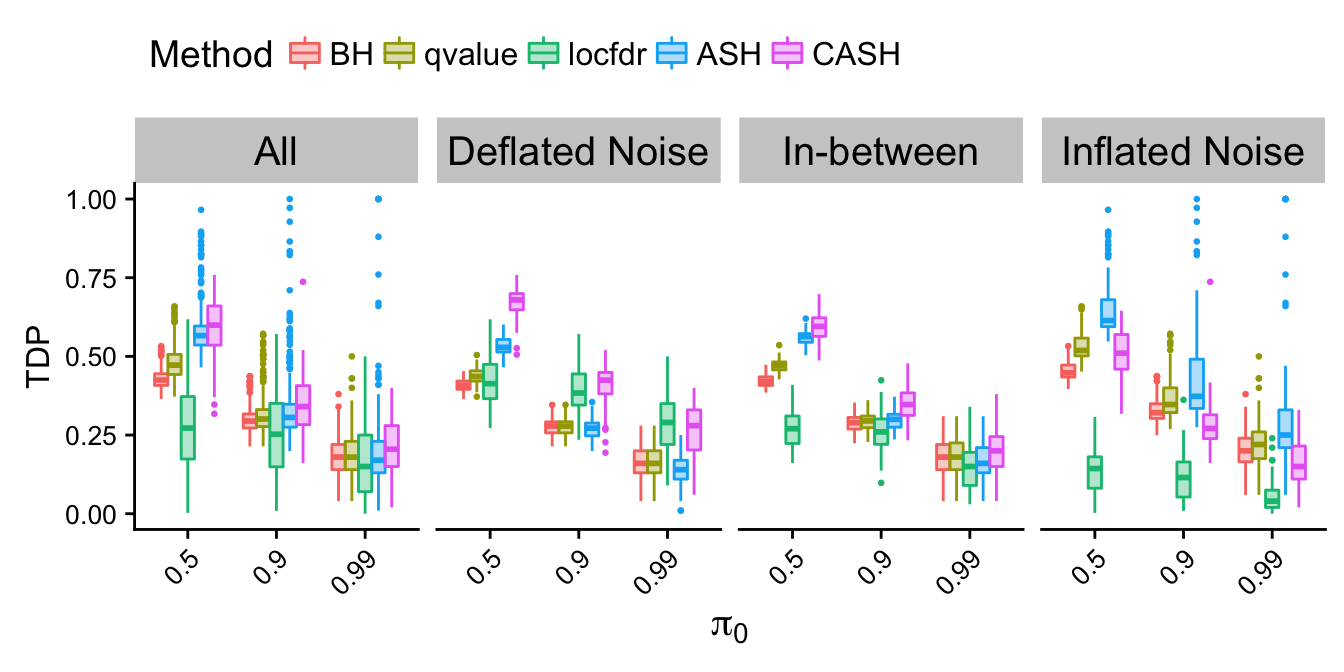 Method BH qvalue locfdr ASH CASH
All Deflated Noise In-between Inflated Noise
1.00
0.75
0.50
0.25
0.00
TDP
0.5 0.9 0.99 0.5 0.9 0.99 0.5 0.9 0.99 0.5 0.9 0.99
π₀